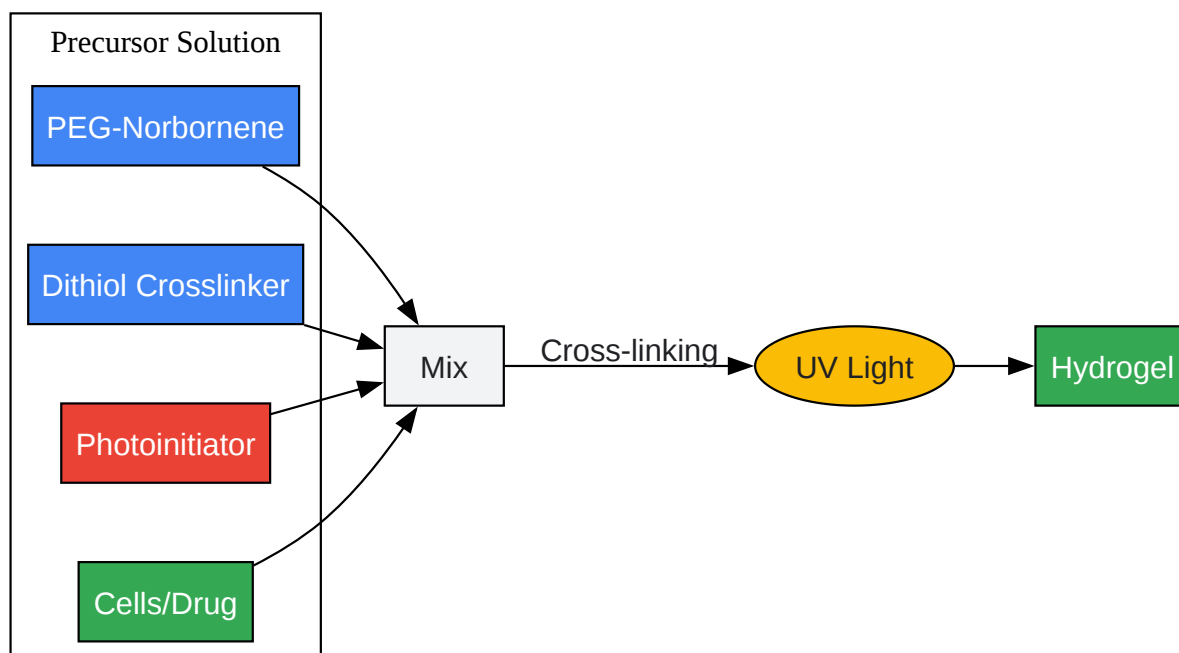 Precursor Solution
PEG-Norbornene
Dithiol Crosslinker
Photoinitiator
Cells/Drug
Mix
Cross-linking
UV Light
Hydrogel